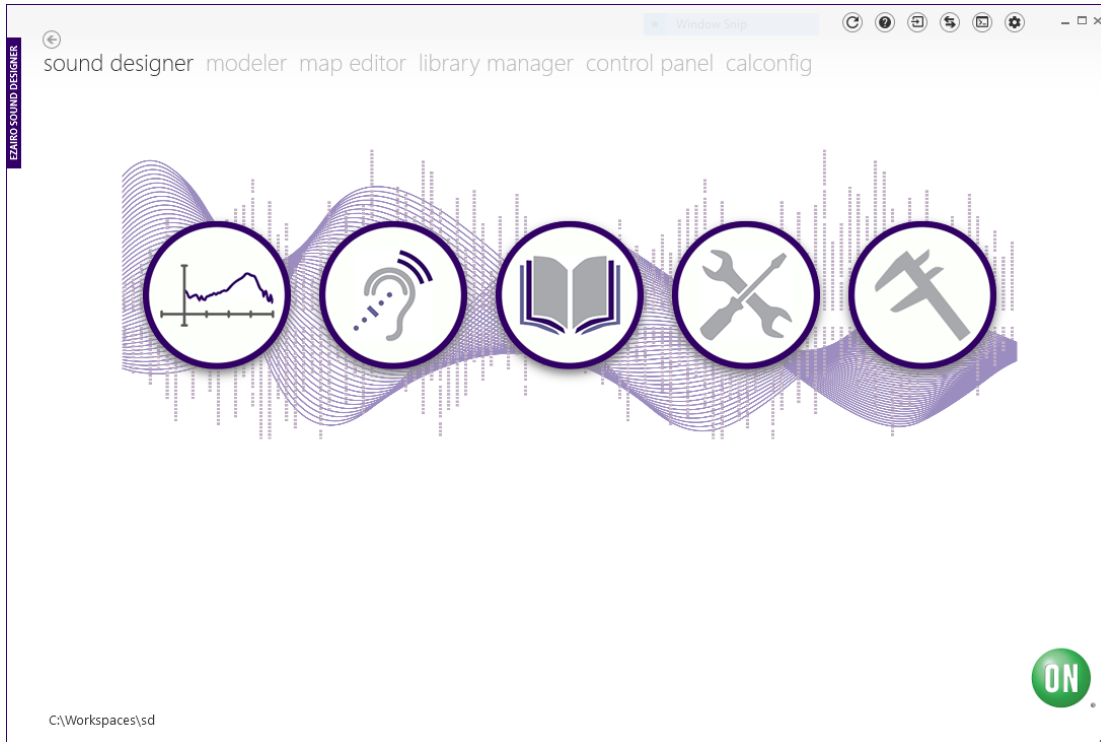 Window Snip
EZAIRO SOUND DESIGNER
sound designer modeler map editor library manager control panel calconfig
ON
C:\Workspaces\sd